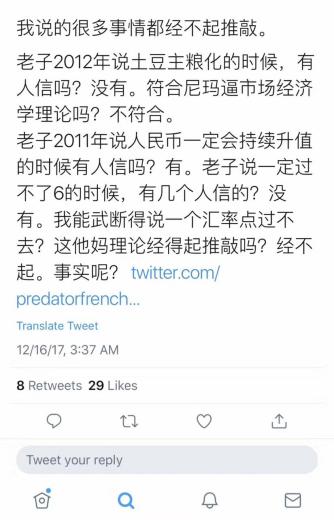 我说的很多事情都经不起推敲。
老子2012年说土豆主粮化的时候，有
人信吗？没有。符合尼玛逼市场经济
学理论吗？不符合。
老子2011年说人民币一定会持续升值
的时候有人信吗？有。老子说一定过
不了6的时候，有几个人信的？没
有。我能武断得说一个汇率点过不
去？这他妈理论经得起推敲吗？经不
起。事实呢？ twitter.com/
predatorfrench...
Translate Tweet
12/16/17, 3:37 AM
8 Retweets 29 Likes
Tweet your reply